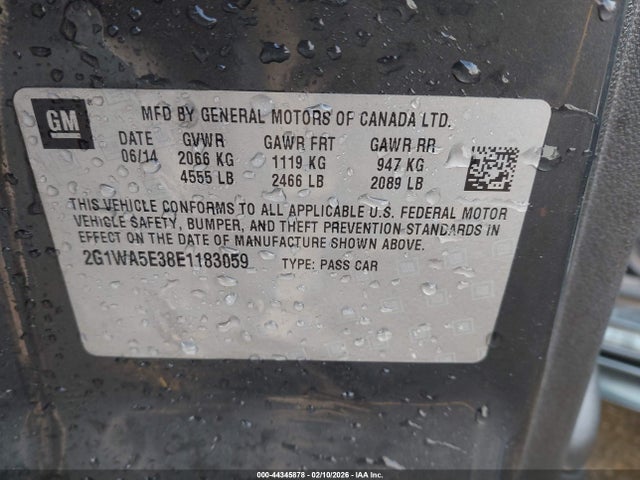 GM
MFD BY GENERAL MOTORS OF CANADA LTD.
DATE GVWR GAWR FRT GAWR RR
06/14 2066 KG 1119 KG 947 KG
4555 LB 2466 LB 2089 LB
THIS VEHICLE CONFORMS TO ALL APPLICABLE U.S. FEDERAL MOTOR
VEHICLE SAFETY, BUMPER, AND THEFT PREVENTION STANDARDS IN
EFFECT ON THE DATE OF MANUFACTURE SHOWN ABOVE.
2G1WA5E38E1183059 TYPE: PASS CAR
000-44345878 - 02/10/2026 - IAA Inc.